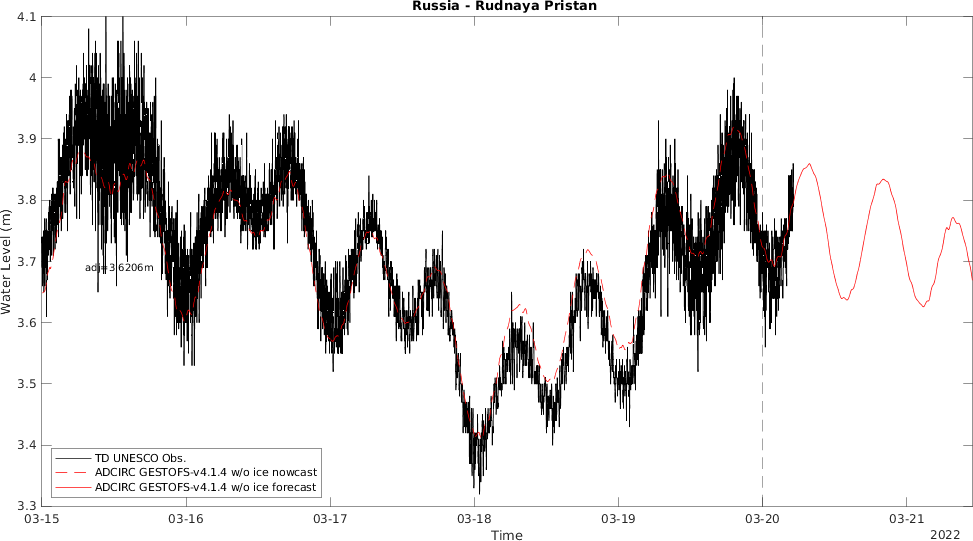 Russia - Rudnaya Pristan
4.1
4
3.9
3.8
3.7
3.6
3.5
3.4
3.3
Water Level (m)
adj=3.6206m
TD UNESCO Obs.
ADCIRC GESTOFS-v4.1.4 w/o ice nowcast
ADCIRC GESTOFS-v4.1.4 w/o ice forecast
03-15 03-16 03-17 03-18 03-19 03-20 03-21
Time
2022